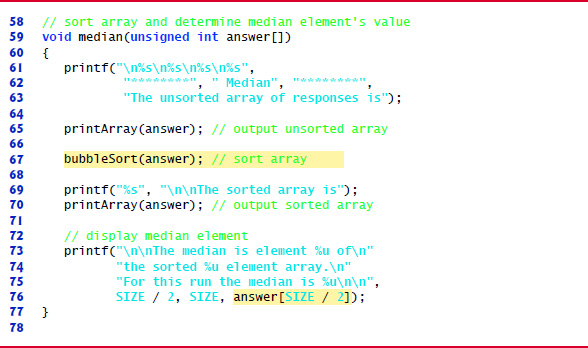 58 // sort array and determine median element's value
59 void median(unsigned int answer[])
60 {
61 printf("\n%s\n%s\n%s\n%s",
62 "********", " Median", "********",
63 "The unsorted array of responses is");
64
65 printArray(answer); // output unsorted array
66
67 bubbleSort(answer); // sort array
68
69 printf("%s", "\n\nThe sorted array is");
70 printArray(answer); // output sorted array
71
72 // display median element
73 printf("\n\nThe median is element %u of\n"
74 "the sorted %u element array.\n"
75 "For this run the median is %u\n\n",
76 SIZE / 2, SIZE, answer[SIZE / 2]);
77 }
78